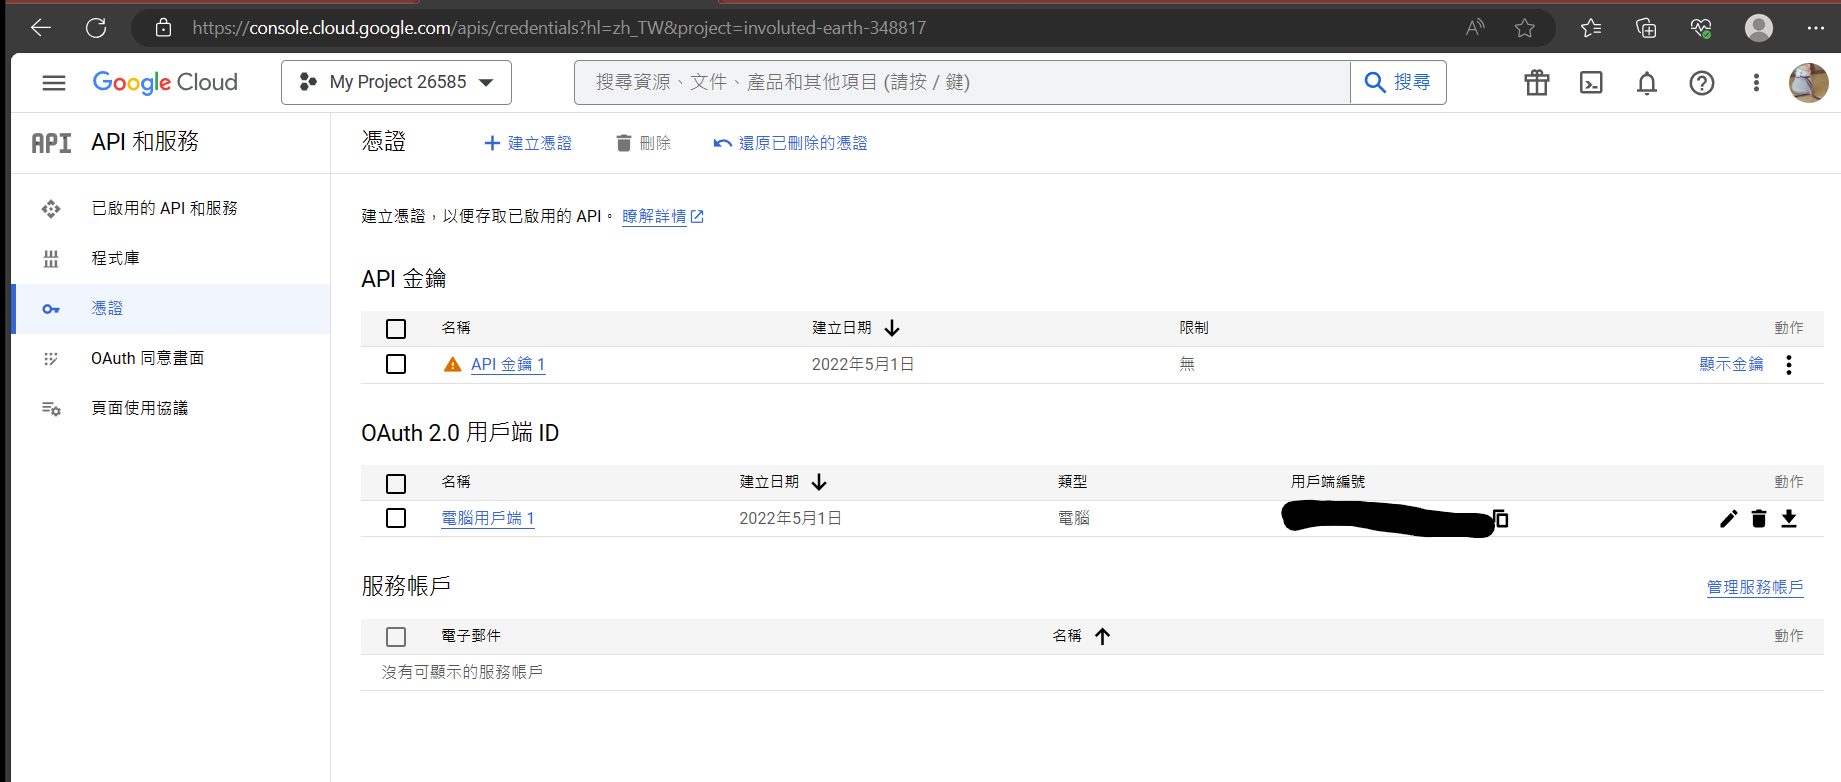 https://console.cloud.google.com/apis/credentials?hl=zh_TW&project=involuted-earth-348817
Google Cloud
My Project 26585
搜尋資源、文件、產品和其他項目 (請按 / 鍵)
搜尋
API
API 和服務
憑證
建立憑證
刪除
還原已刪除的憑證
已啟用的 API 和服務
程式庫
憑證
OAuth 同意畫面
頁面使用協議
建立憑證，以便存取已啟用的 API。 瞭解詳情
API 金鑰
名稱 建立日期 限制 動作
API 金鑰 1 2022年5月1日 無 顯示金鑰
OAuth 2.0 用戶端 ID
名稱 建立日期 類型 用戶端編號 動作
電腦用戶端 1 2022年5月1日 電腦
服務帳戶
管理服務帳戶
電子郵件 名稱 動作
沒有可顯示的服務帳戶